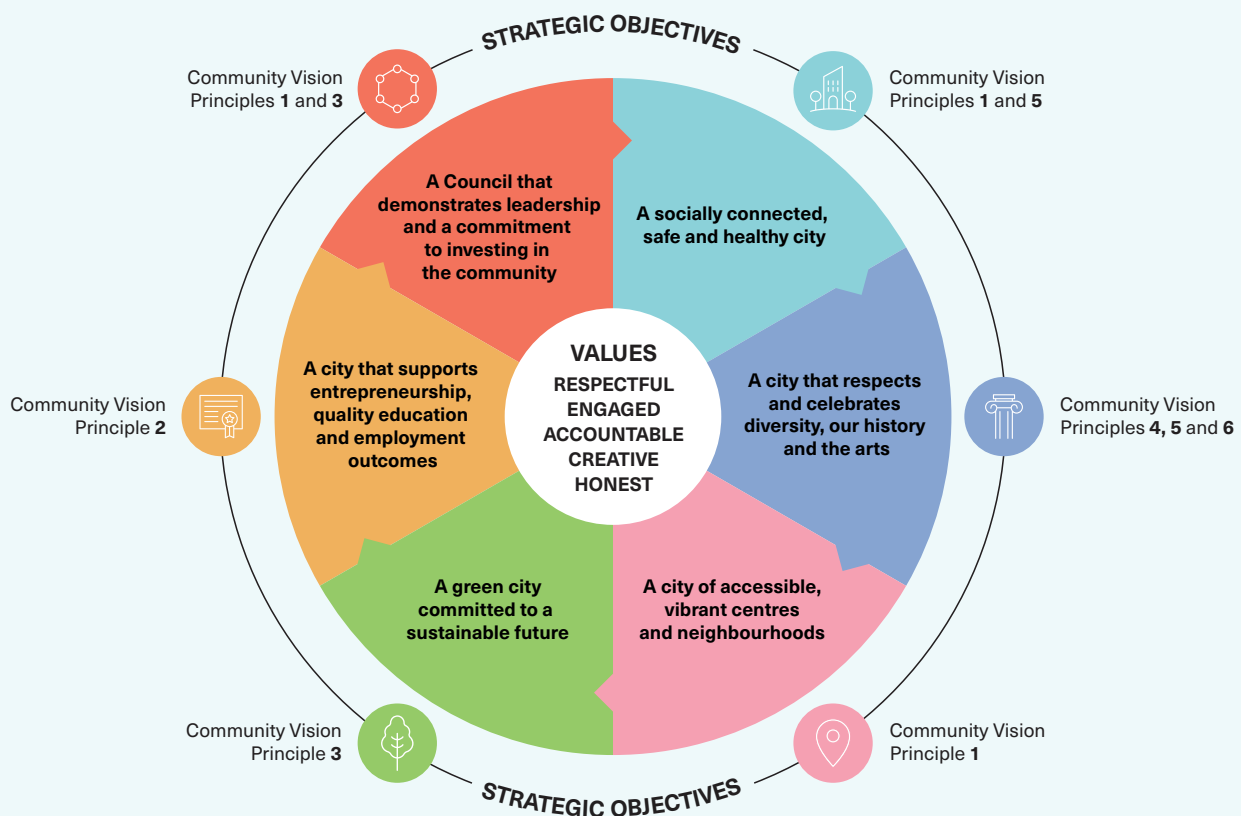 STRATEGIC OBJECTIVES
Community Vision
Principles 1 and 3
Community Vision
Principles 1 and 5
A Council that
demonstrates leadership
and a commitment
to investing in
the community
A socially connected,
safe and healthy city
Community Vision
Principle 2
A city that supports
entrepreneurship,
quality education
and employment
outcomes
VALUES
RESPECTFUL
ENGAGED
ACCOUNTABLE
CREATIVE
HONEST
A city that respects
and celebrates
diversity, our history
and the arts
Community Vision
Principles 4, 5 and 6
A green city
committed to a
sustainable future
A city of accessible,
vibrant centres
and neighbourhoods
Community Vision
Principle 3
Community Vision
Principle 1
STRATEGIC OBJECTIVES